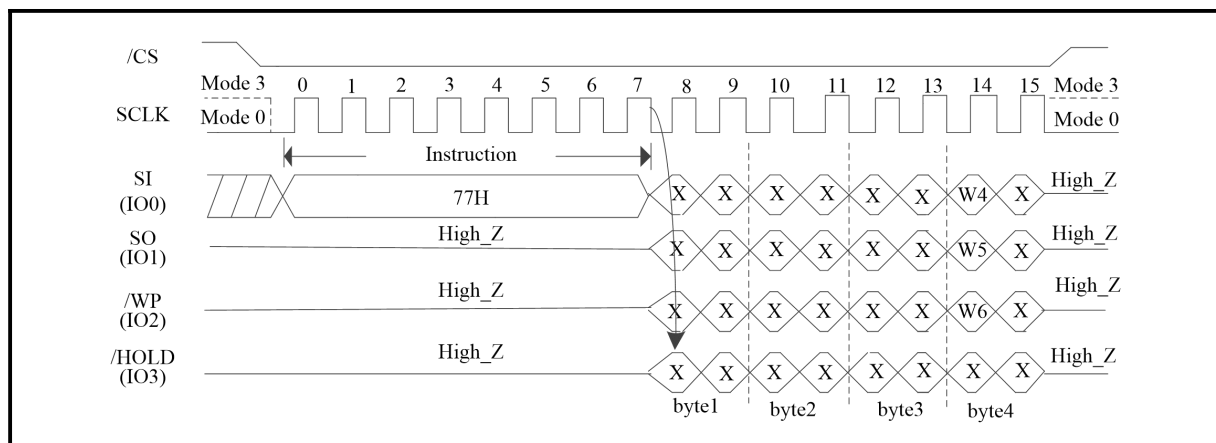 /CS
Mode 3 0 1 2 3 4 5 6 7 8 9 10 11 12 13 14 15 Mode 3
SCLK Mode 0 Mode 0
Instruction
SI
(IO0) 77H X X X X X X W4 X High_Z
SO
(IO1) High_Z X X X X X X W5 X High_Z
/WP
(IO2) High_Z X X X X X X W6 X High_Z
/HOLD
(IO3) High_Z X X X X X X X X High_Z
byte1 byte2 byte3 byte4